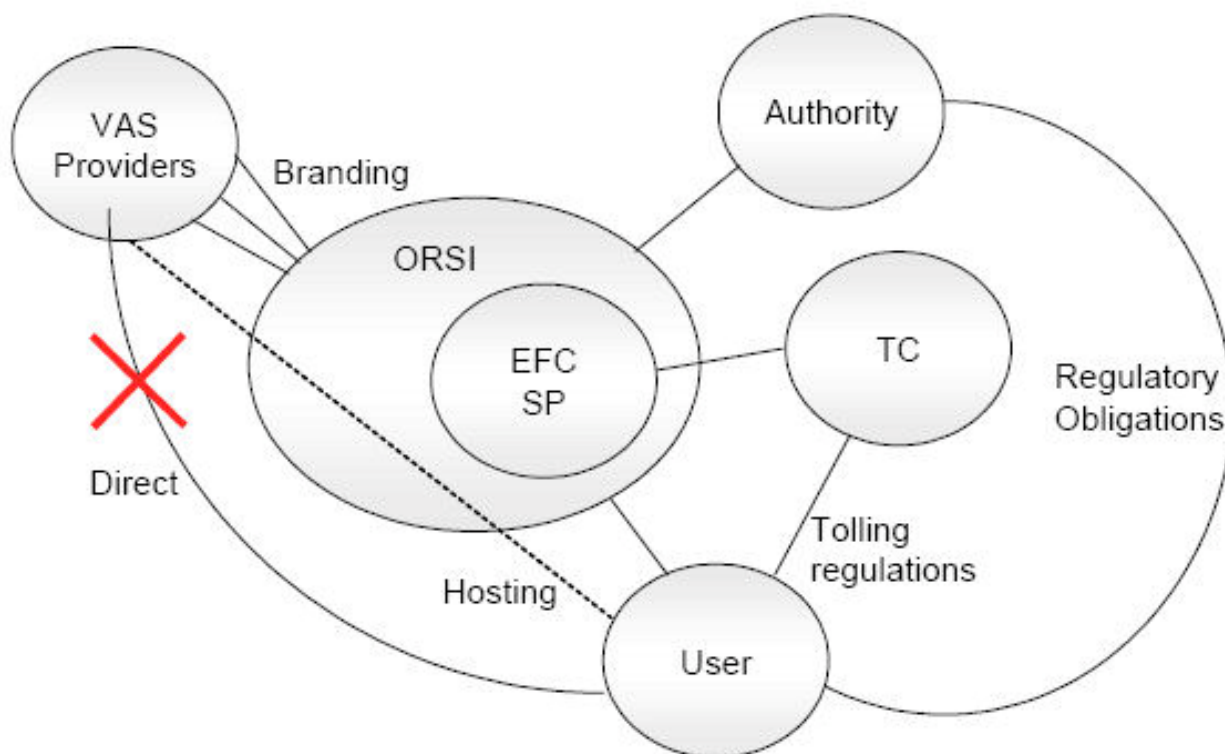 VAS
Providers
Branding
Authority
ORSI
EFC
SP
TC
Regulatory
Obligations
Direct
Hosting
Tolling
regulations
User